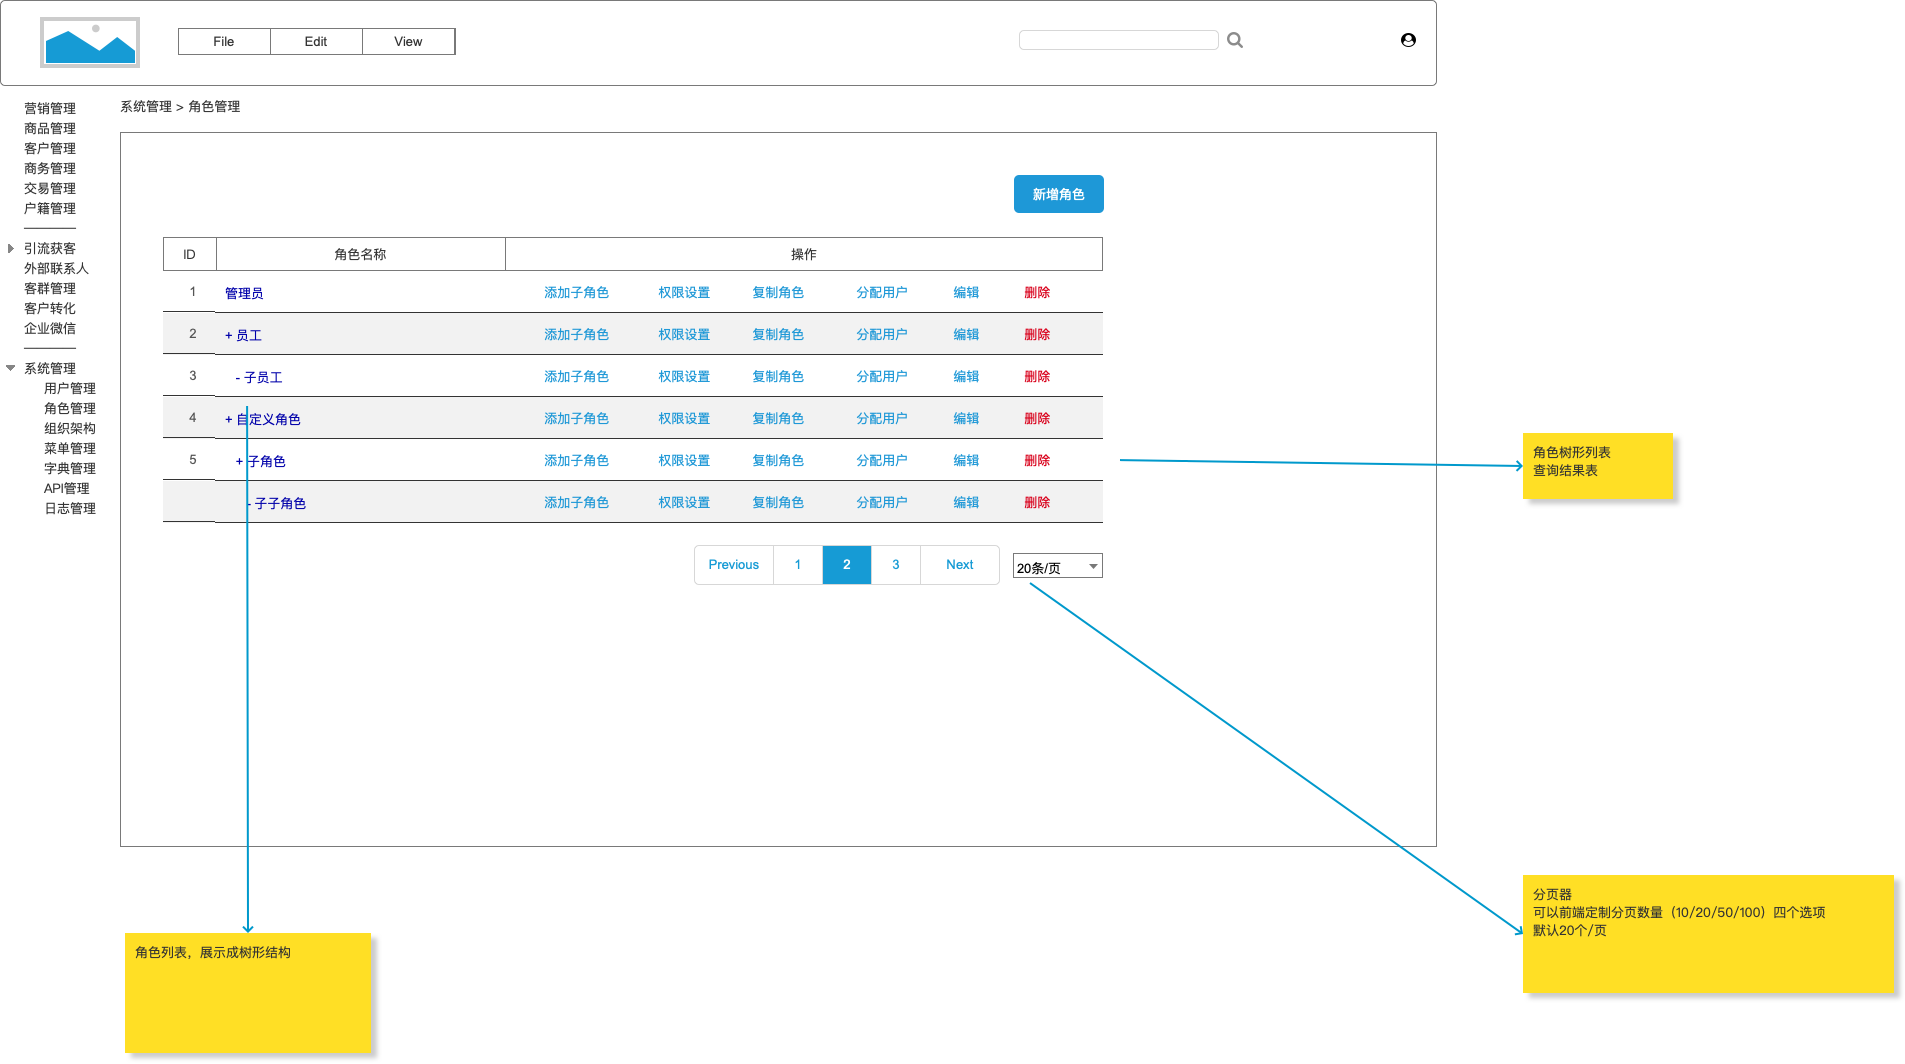 File Edit View
营销管理
商品管理
客户管理
商务管理
交易管理
户籍管理
引流获客
外部联系人
客群管理
客户转化
企业微信
系统管理
用户管理
角色管理
组织架构
菜单管理
字典管理
API管理
日志管理
系统管理 > 角色管理
新增角色
ID 角色名称 操作
1 管理员 添加子角色 权限设置 复制角色 分配用户 编辑 删除
2 + 员工 添加子角色 权限设置 复制角色 分配用户 编辑 删除
3 - 子员工 添加子角色 权限设置 复制角色 分配用户 编辑 删除
4 + 自定义角色 添加子角色 权限设置 复制角色 分配用户 编辑 删除
5 + 子角色 添加子角色 权限设置 复制角色 分配用户 编辑 删除
- 子子角色 添加子角色 权限设置 复制角色 分配用户 编辑 删除
Previous 1 2 3 Next 20条/页
角色树形列表
查询结果表
分页器
可以前端定制分页数量（10/20/50/100）四个选项
默认20个/页
角色列表，展示成树形结构